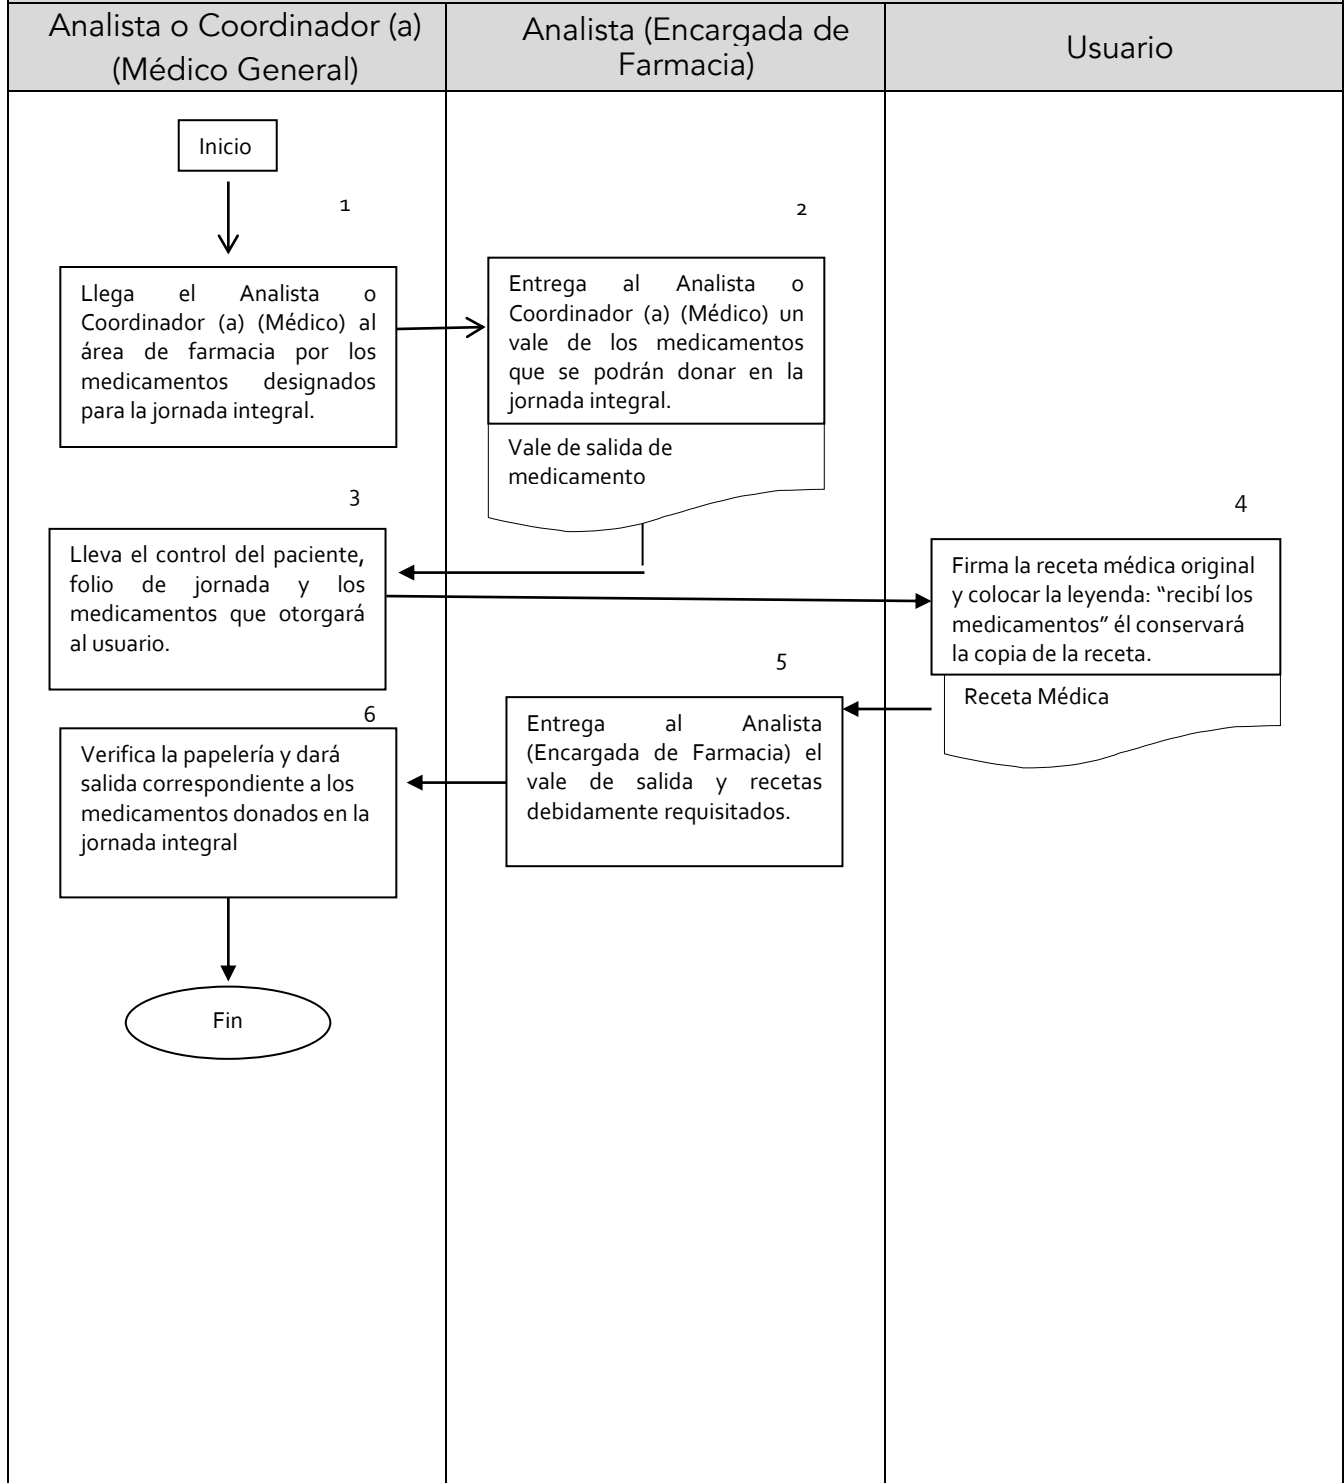 Analista o Coordinador (a)
(Médico General)
Analista (Encargada de
Farmacia)
Usuario
Inicio
1
2
Llega el Analista o
Coordinador (a) (Médico) al
área de farmacia por los
medicamentos designados
para la jornada integral.
Entrega al Analista o
Coordinador (a) (Médico) un
vale de los medicamentos
que se podrán donar en la
jornada integral.
Vale de salida de
medicamento
3
4
Lleva el control del paciente,
folio de jornada y los
medicamentos que otorgará
al usuario.
Firma la receta médica original
y colocar la leyenda: “recibí los
medicamentos” él conservará
la copia de la receta.
Receta Médica
5
Entrega al Analista
(Encargada de Farmacia) el
vale de salida y recetas
debidamente requisitados.
6
Verifica la papelería y dará
salida correspondiente a los
medicamentos donados en la
jornada integral
Fin